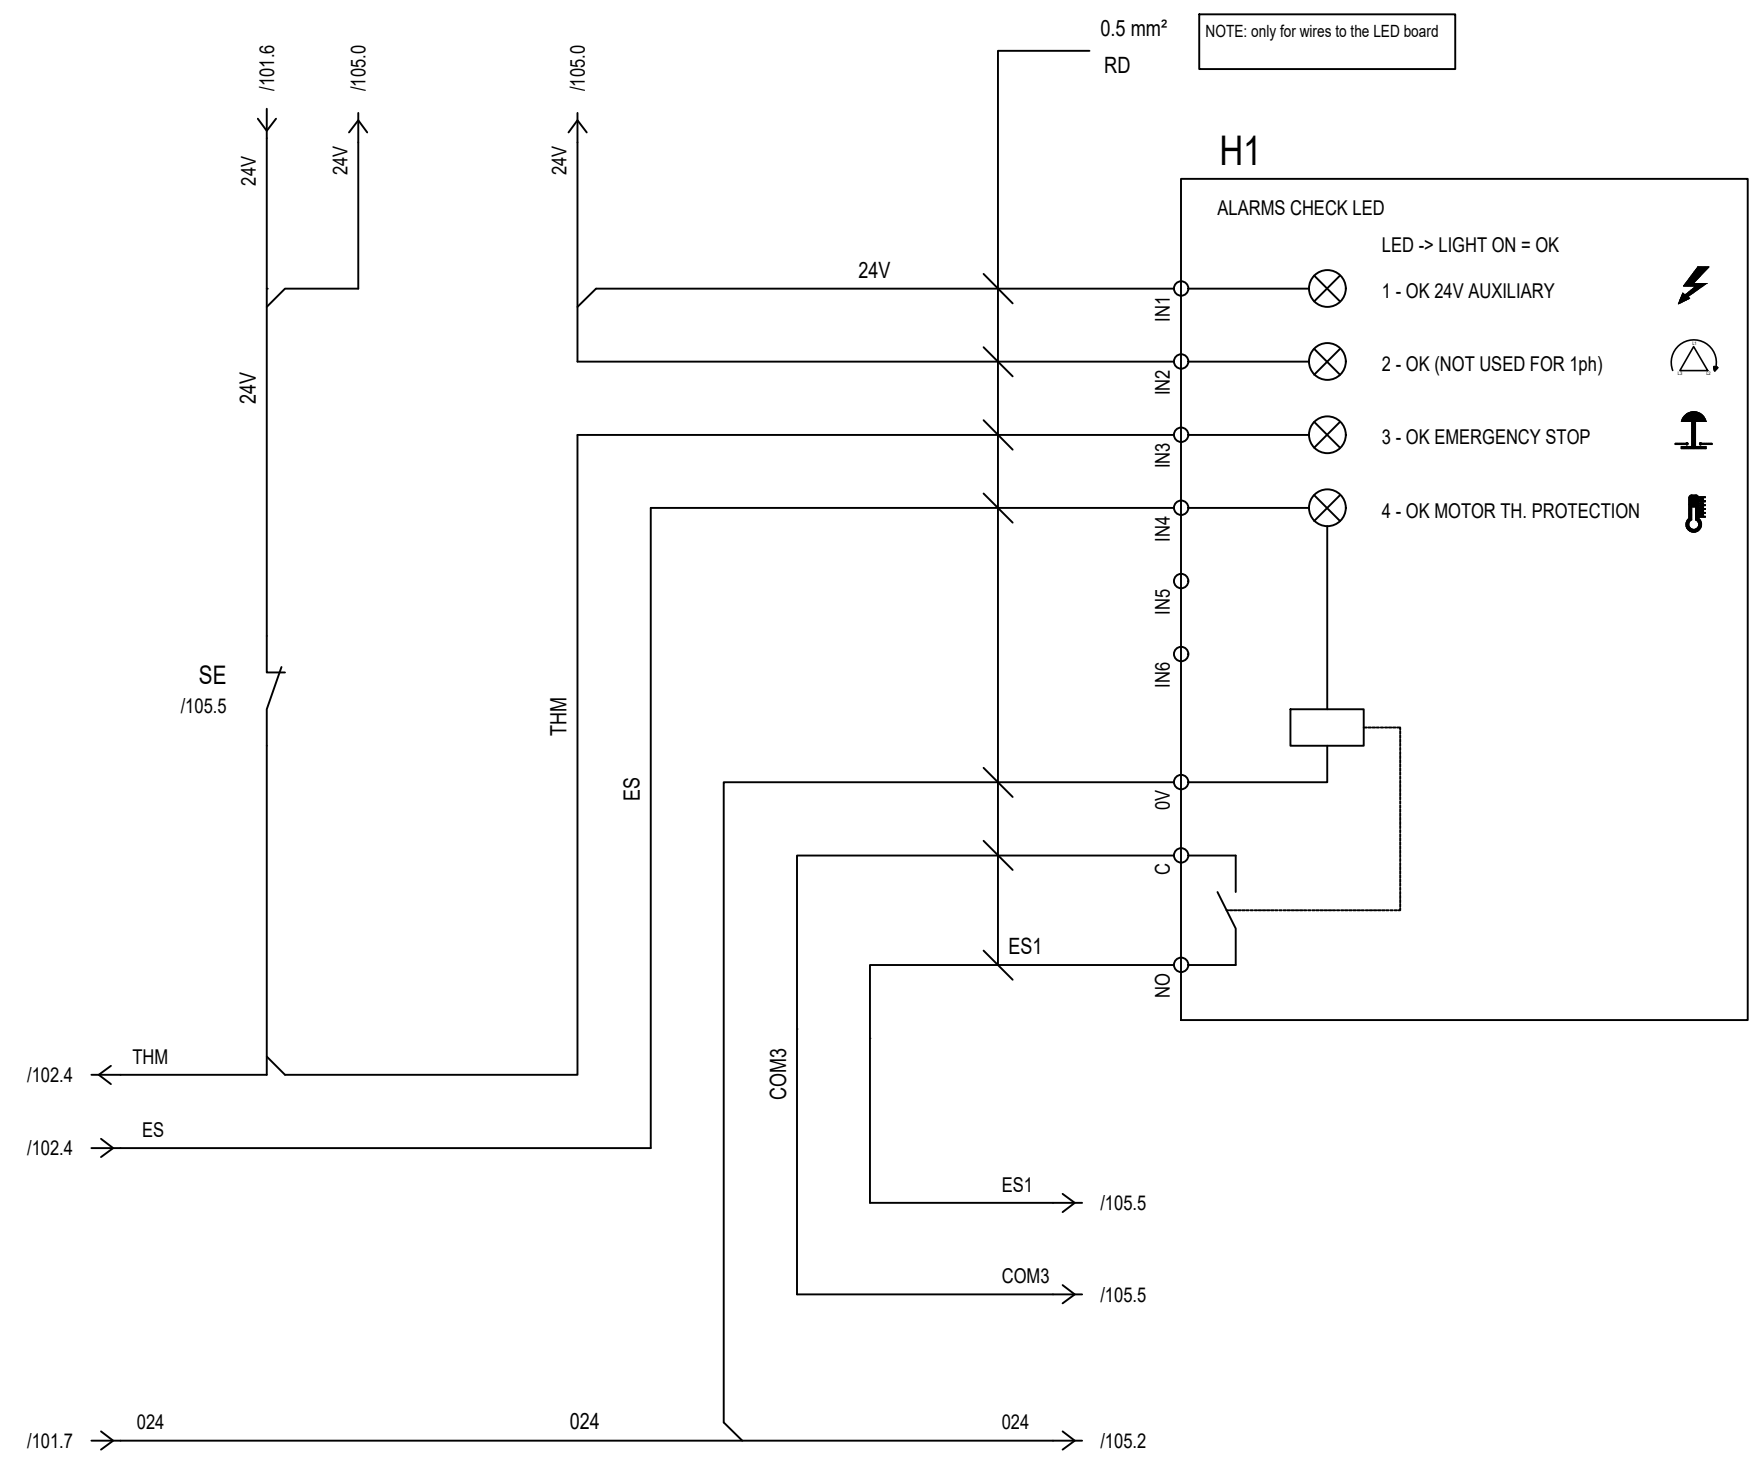 0.5 mm²
RD
NOTE: only for wires to the LED board
/101.6
/105.0
/105.0
24V
24V
24V
H1
ALARMS CHECK LED
LED -> LIGHT ON = OK
24V
IN1
1 - OK 24V AUXILIARY
IN2
2 - OK (NOT USED FOR 1ph)
24V
IN3
3 - OK EMERGENCY STOP
IN4
4 - OK MOTOR TH. PROTECTION
IN5
IN6
SE
/105.5
THM
ES
0V
C
ES1
NO
THM
/102.4
COM3
ES
/102.4
ES1
/105.5
COM3
/105.5
024
024
024
/101.7
/105.2